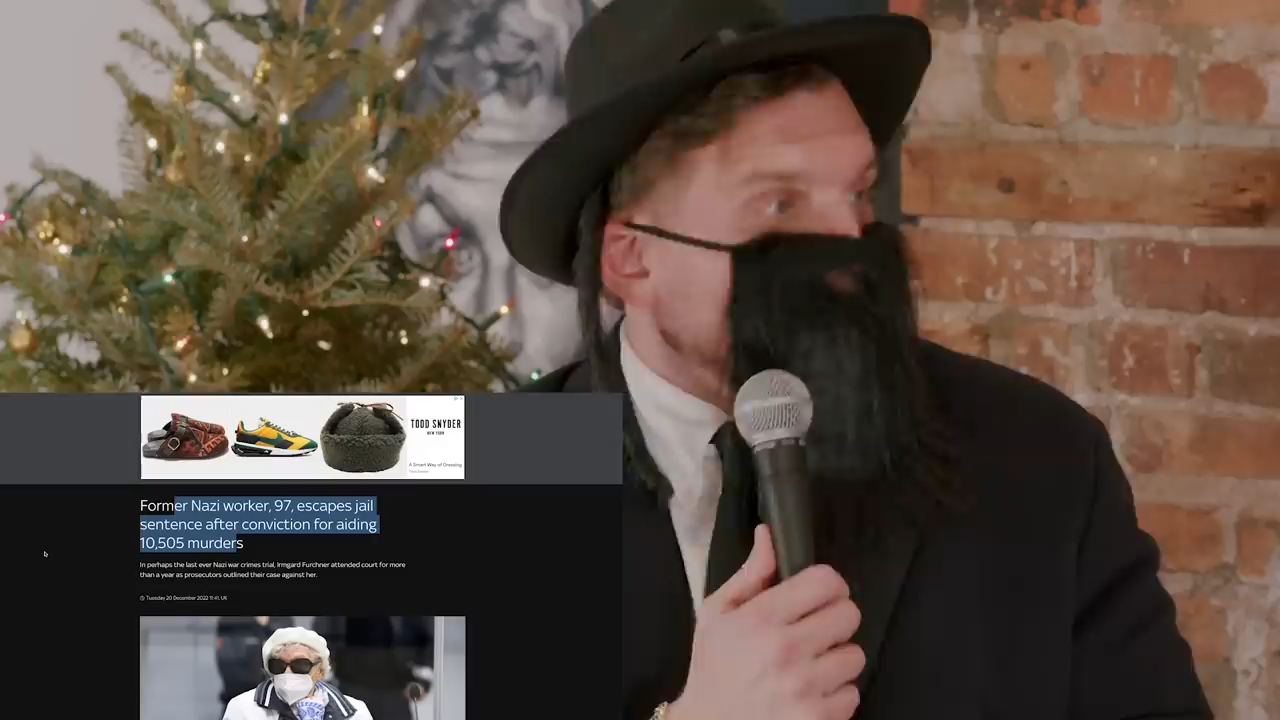 TODD SNYDER
NEW YORK
A Smart Way of Dressing
Todd Snyder
Former Nazi worker, 97, escapes jail
sentence after conviction for aiding
10,505 murders
In perhaps the last ever Nazi war crimes trial, Irmgard Furchner attended court for more
than a year as prosecutors outlined their case against her.
Tuesday 20 December 2022 11:41, UK